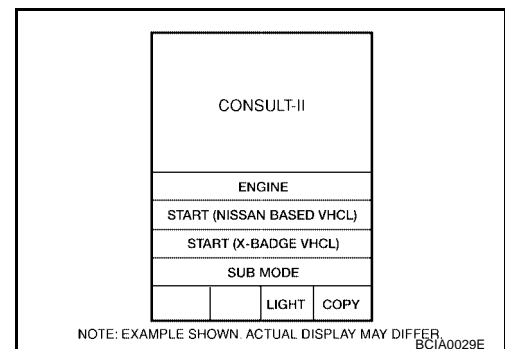 CONSULT-II
ENGINE
START (NISSAN BASED VHCL)
START (X-BADGE VHCL)
SUB MODE
LIGHT COPY
NOTE: EXAMPLE SHOWN. ACTUAL DISPLAY MAY DIFFER.
BCIA0029E